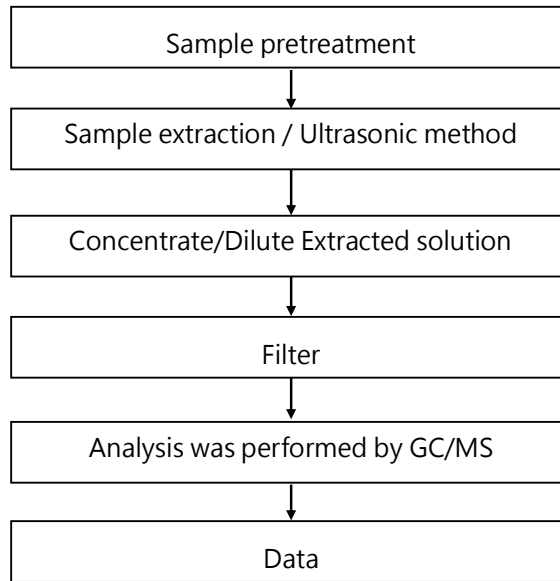 Sample pretreatment
Sample extraction / Ultrasonic method
Concentrate/Dilute Extracted solution
Filter
Analysis was performed by GC/MS
Data